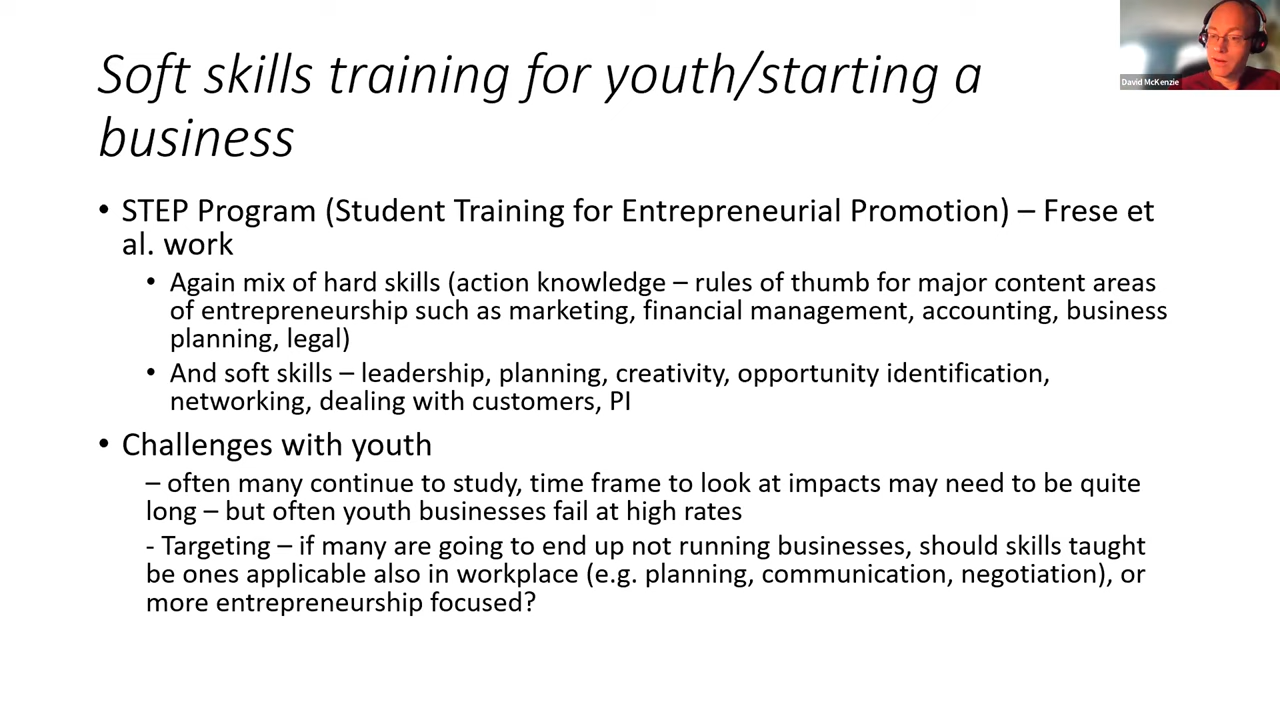 Soft skills training for youth/starting a
business
• STEP Program (Student Training for Entrepreneurial Promotion) – Frese et
al. work
• Again mix of hard skills (action knowledge – rules of thumb for major content areas
of entrepreneurship such as marketing, financial management, accounting, business
planning, legal)
• And soft skills – leadership, planning, creativity, opportunity identification,
networking, dealing with customers, PI
• Challenges with youth
– often many continue to study, time frame to look at impacts may need to be quite
long – but often youth businesses fail at high rates
- Targeting – if many are going to end up not running businesses, should skills taught
be ones applicable also in workplace (e.g. planning, communication, negotiation), or
more entrepreneurship focused?
David McKenzie